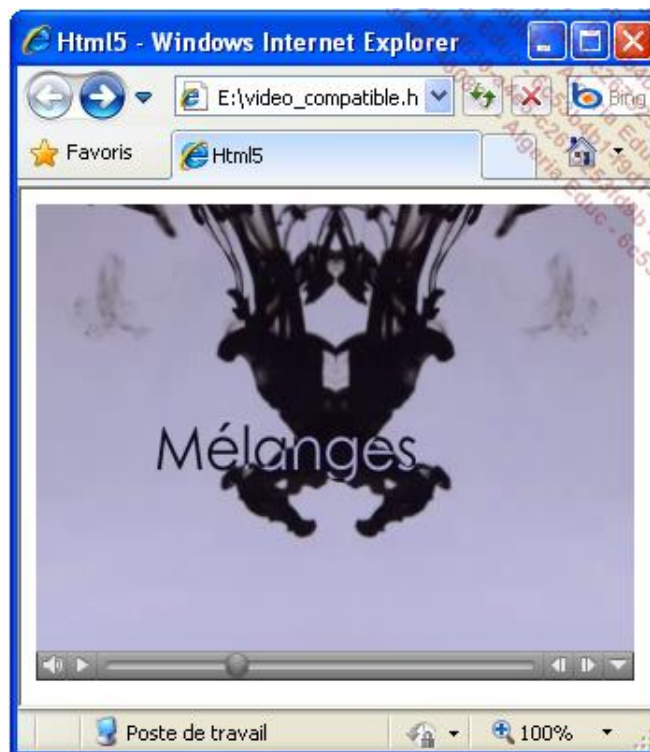 Html5 - Windows Internet Explorer
E:\video_compatible.h
Bing
Favoris
Html5
Mélanges
Poste de travail
100%